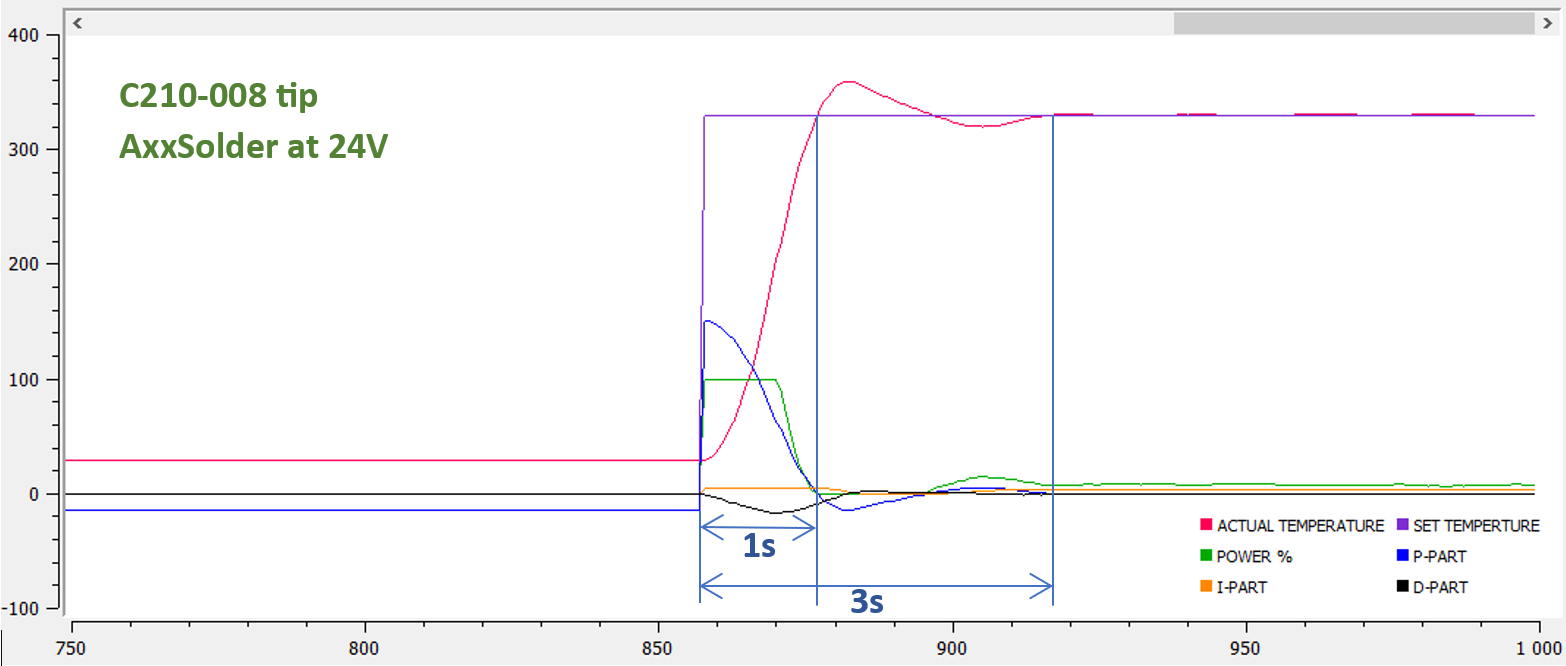 400
300
200
100
0
-100
C210-008 tip
AxxSolder at 24V
1s
3s
ACTUAL TEMPERATURE SET TEMPERTURE
POWER % P-PART
I-PART D-PART
750 800 850 900 950 1 000